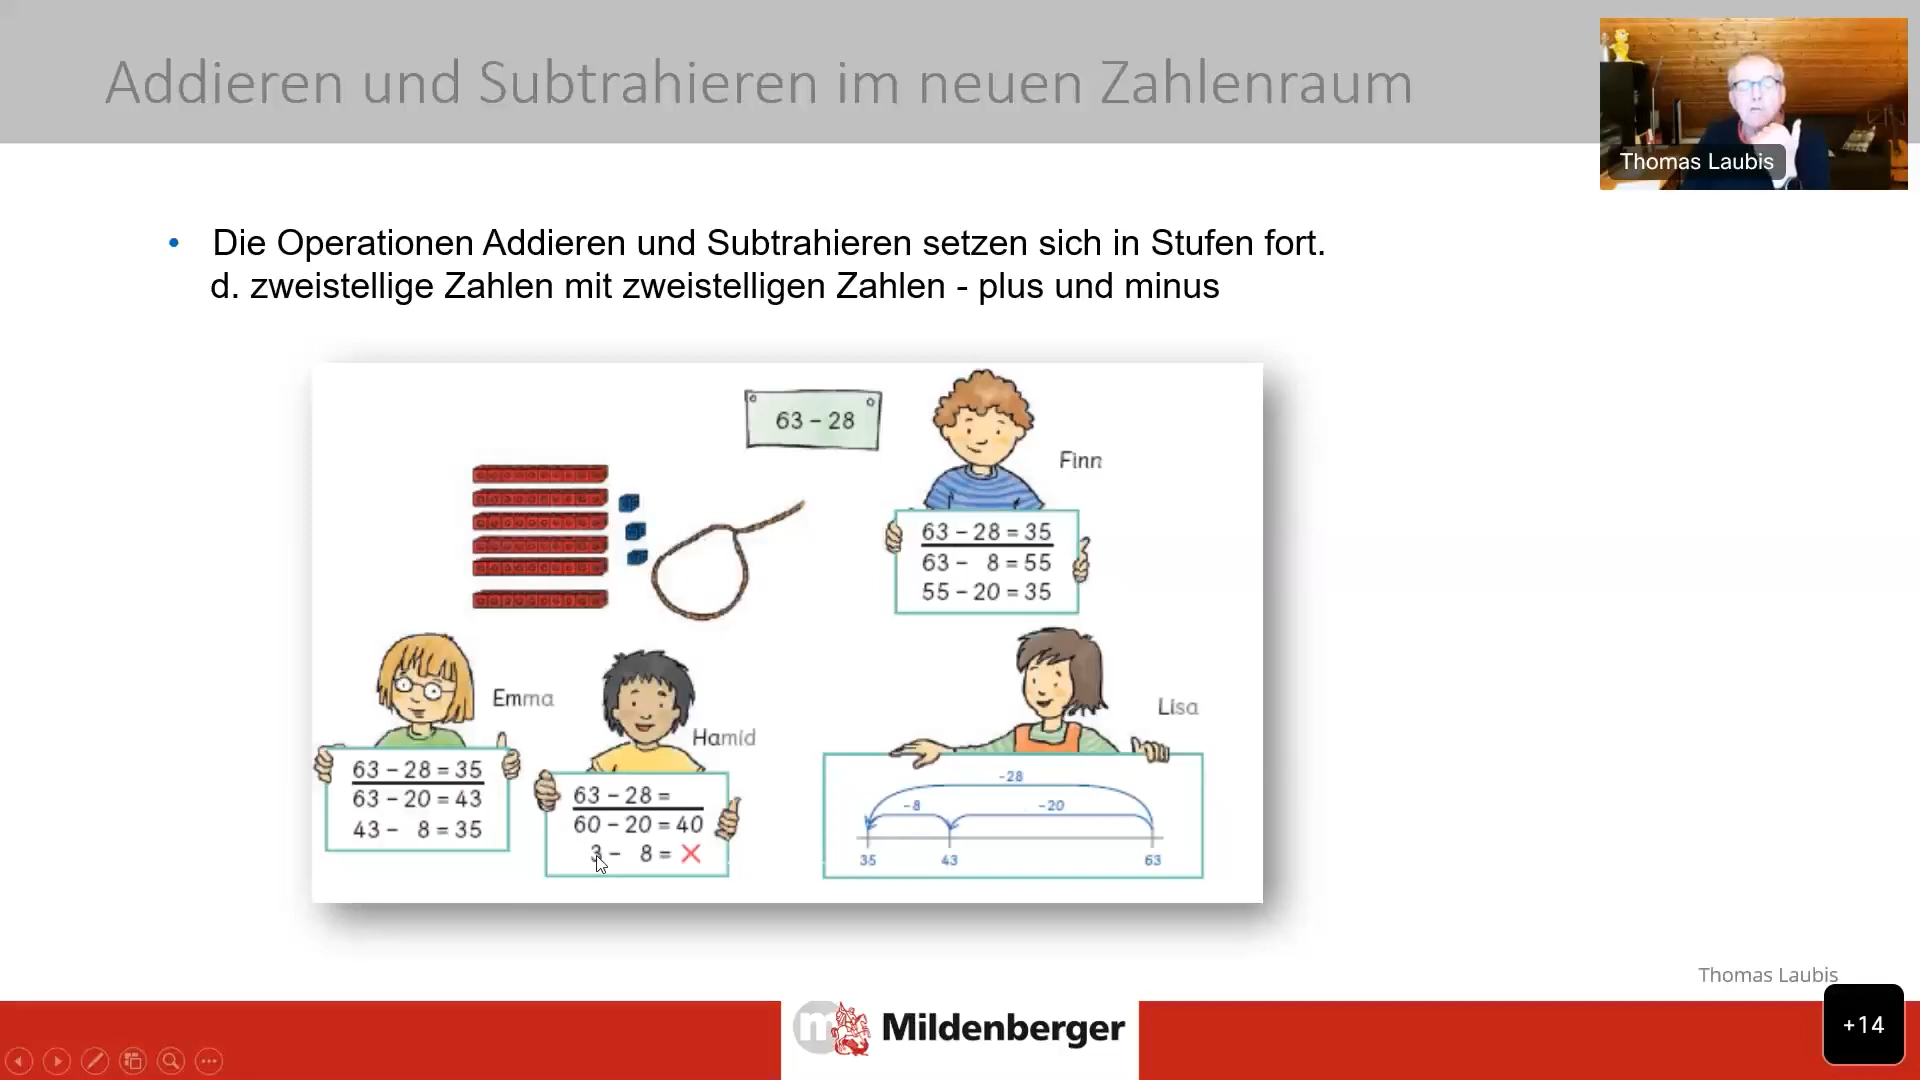 Addieren und Subtrahieren im neuen Zahlenraum
Thomas Laubis
• Die Operationen Addieren und Subtrahieren setzen sich in Stufen fort.
d. zweistellige Zahlen mit zweistelligen Zahlen - plus und minus
63 – 28
Finn
63 – 28 = 35
63 – 8 = 55
55 – 20 = 35
Emma
63 – 28 = 35
63 – 20 = 43
43 – 8 = 35
Hamid
63 – 28 =
60 – 20 = 40
3 – 8 = ✕
Lisa
-28
-8 -20
35 43 63
Thomas Laubis
m Mildenberger
+14